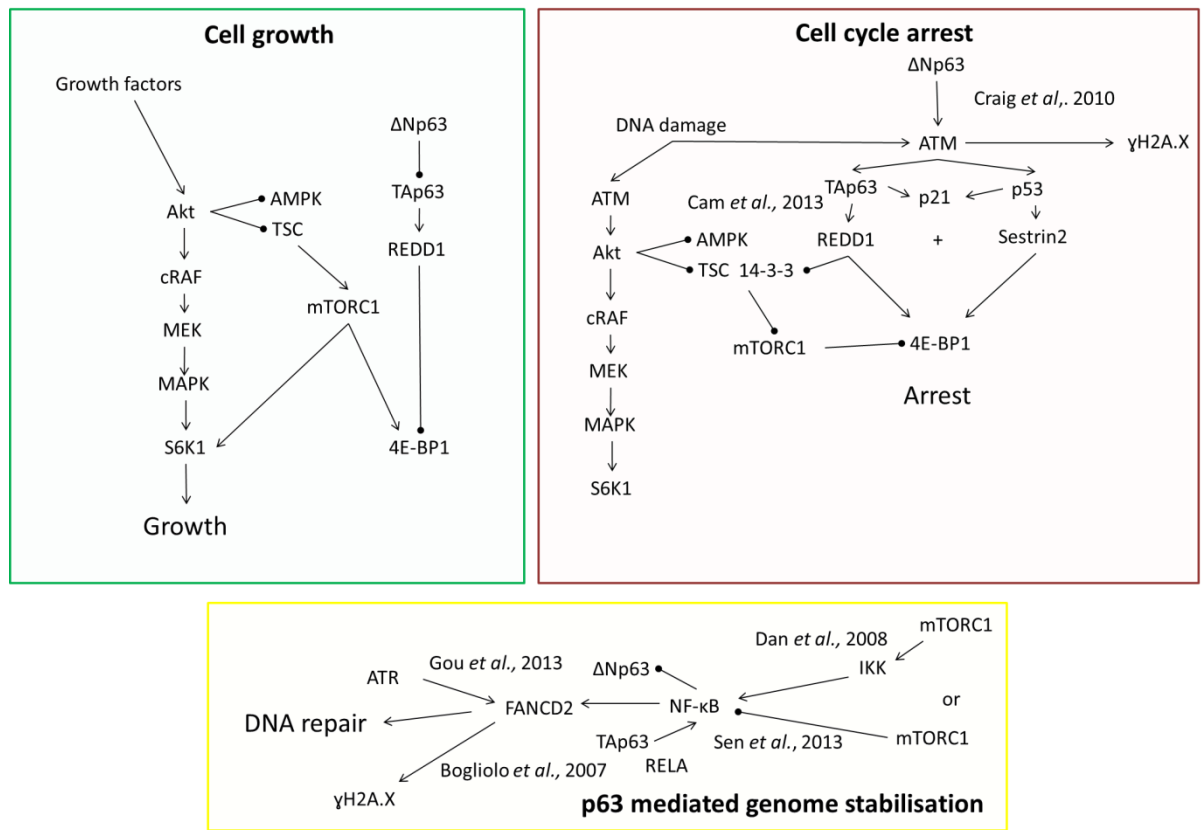 Cell growth
Growth factors
ΔNp63
AMPK
TAp63
Akt
TSC
REDD1
cRAF
mTORC1
MEK
MAPK
S6K1
4E-BP1
Growth
Cell cycle arrest
ΔNp63
Craig et al,. 2010
DNA damage
ATM
ɣH2A.X
TAp63
p21
p53
ATM
Cam et al., 2013
AMPK
REDD1
+
Sestrin2
Akt
TSC 14-3-3
cRAF
mTORC1
4E-BP1
MEK
Arrest
MAPK
S6K1
mTORC1
Dan et al., 2008
Gou et al., 2013
ΔNp63
IKK
ATR
or
FANCD2
NF-κB
DNA repair
TAp63
Sen et al., 2013
mTORC1
RELA
Bogliolo et al., 2007
ɣH2A.X
p63 mediated genome stabilisation